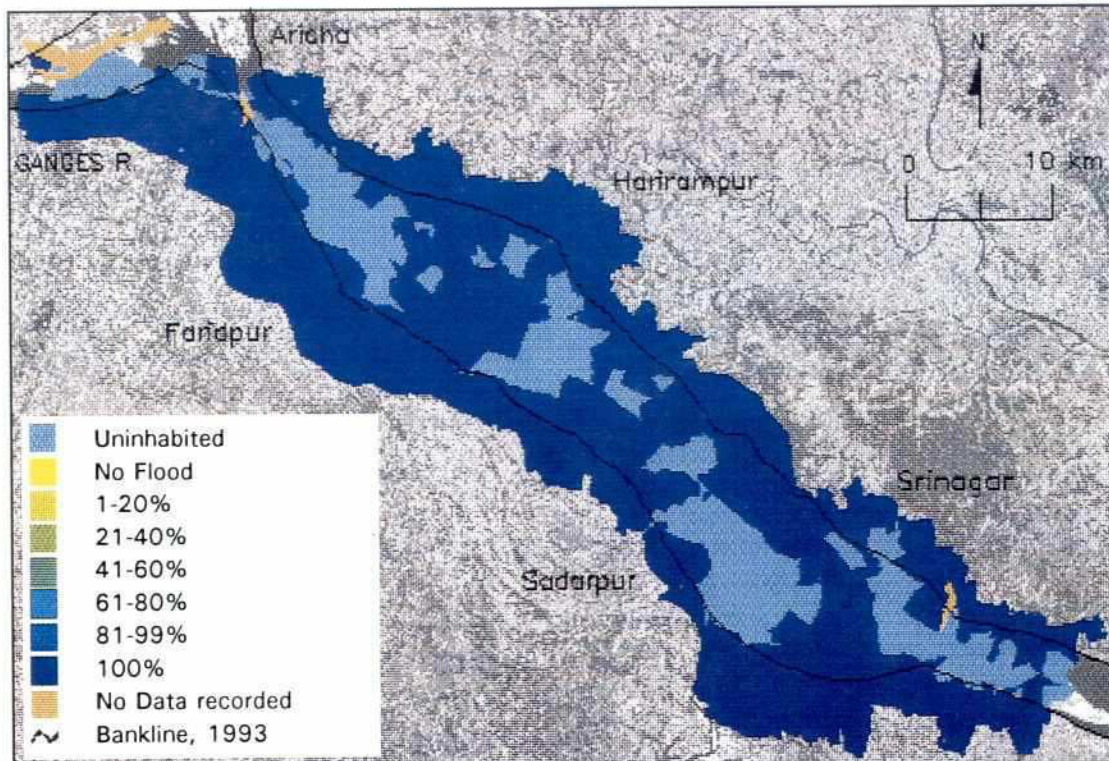 Aricha
N
GANGES R.
Harirampur
0 10 km
Faridpur
Srinagar
Sadarpur
Uninhabited
No Flood
1-20%
21-40%
41-60%
61-80%
81-99%
100%
No Data recorded
Bankline, 1993